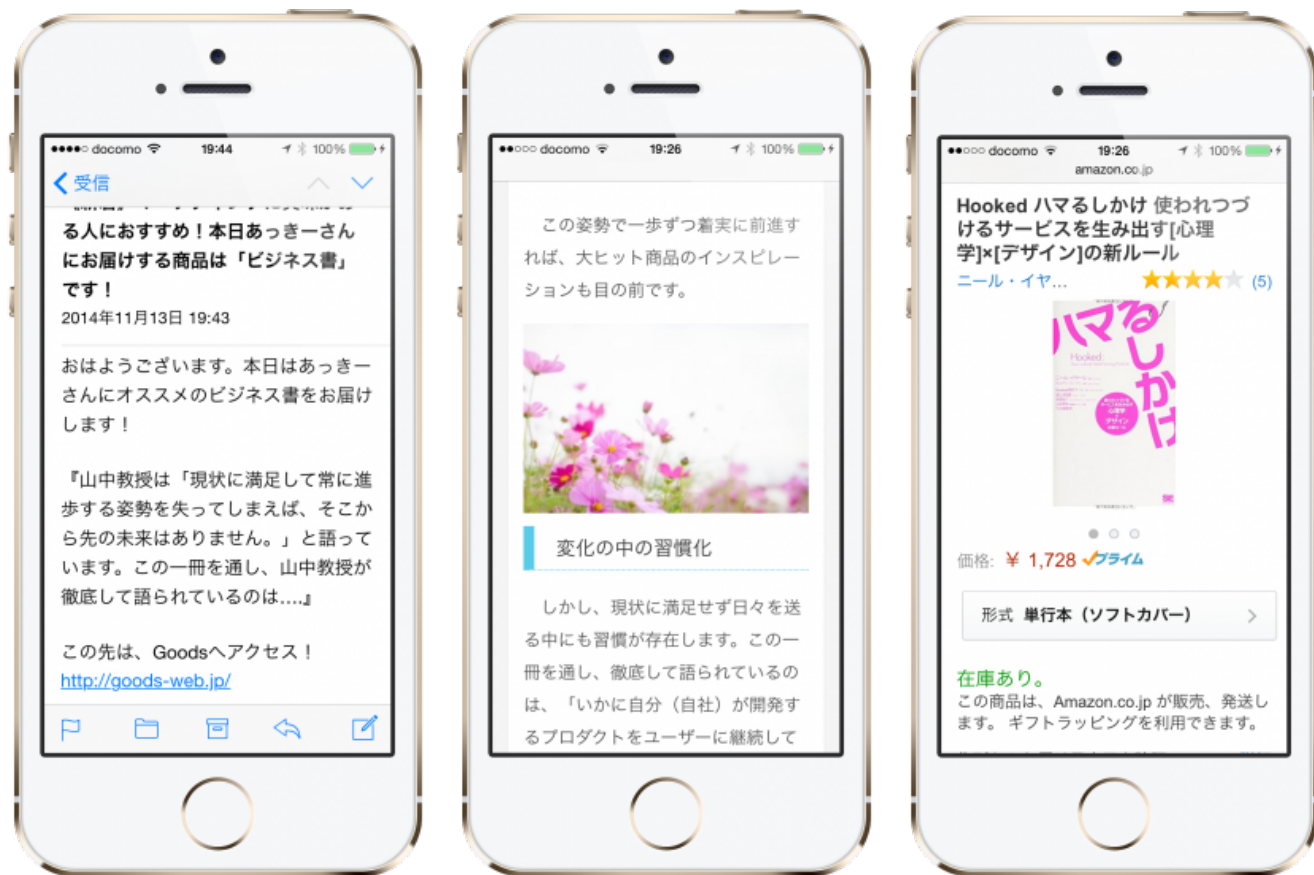 docomo 19:44 100%
受信
る人におすすめ！本日あっきーさん
にお届けする商品は「ビジネス書」
です！
2014年11月13日 19:43
おはようございます。本日はあっきー
さんにオススメのビジネス書をお届け
します！
『山中教授は「現状に満足して常に進
歩する姿勢を失ってしまえば、そこか
ら先の未来はありません。」と語って
います。この一冊を通し、山中教授が
徹底して語られているのは....』
この先は、Goodsへアクセス！
http://goods-web.jp/
docomo 19:26 100%
この姿勢で一歩ずつ着実に前進す
れば、大ヒット商品のインスピレー
ションも目の前です。
変化の中の習慣化
しかし、現状に満足せず日々を送
る中にも習慣が存在します。この一
冊を通し、徹底して語られているの
は、「いかに自分（自社）が開発す
るプロダクトをユーザーに継続して
docomo 19:26 100%
amazon.co.jp
Hooked ハマるしかけ 使われつづ
けるサービスを生み出す[心理
学]×[デザイン]の新ルール
ニール・イヤ... (5)
ハマるしかけ
Hooked
心理学
デザイン
価格: ￥ 1,728 プライム
形式 単行本（ソフトカバー）
在庫あり。
この商品は、Amazon.co.jp が販売、発送し
ます。 ギフトラッピングを利用できます。